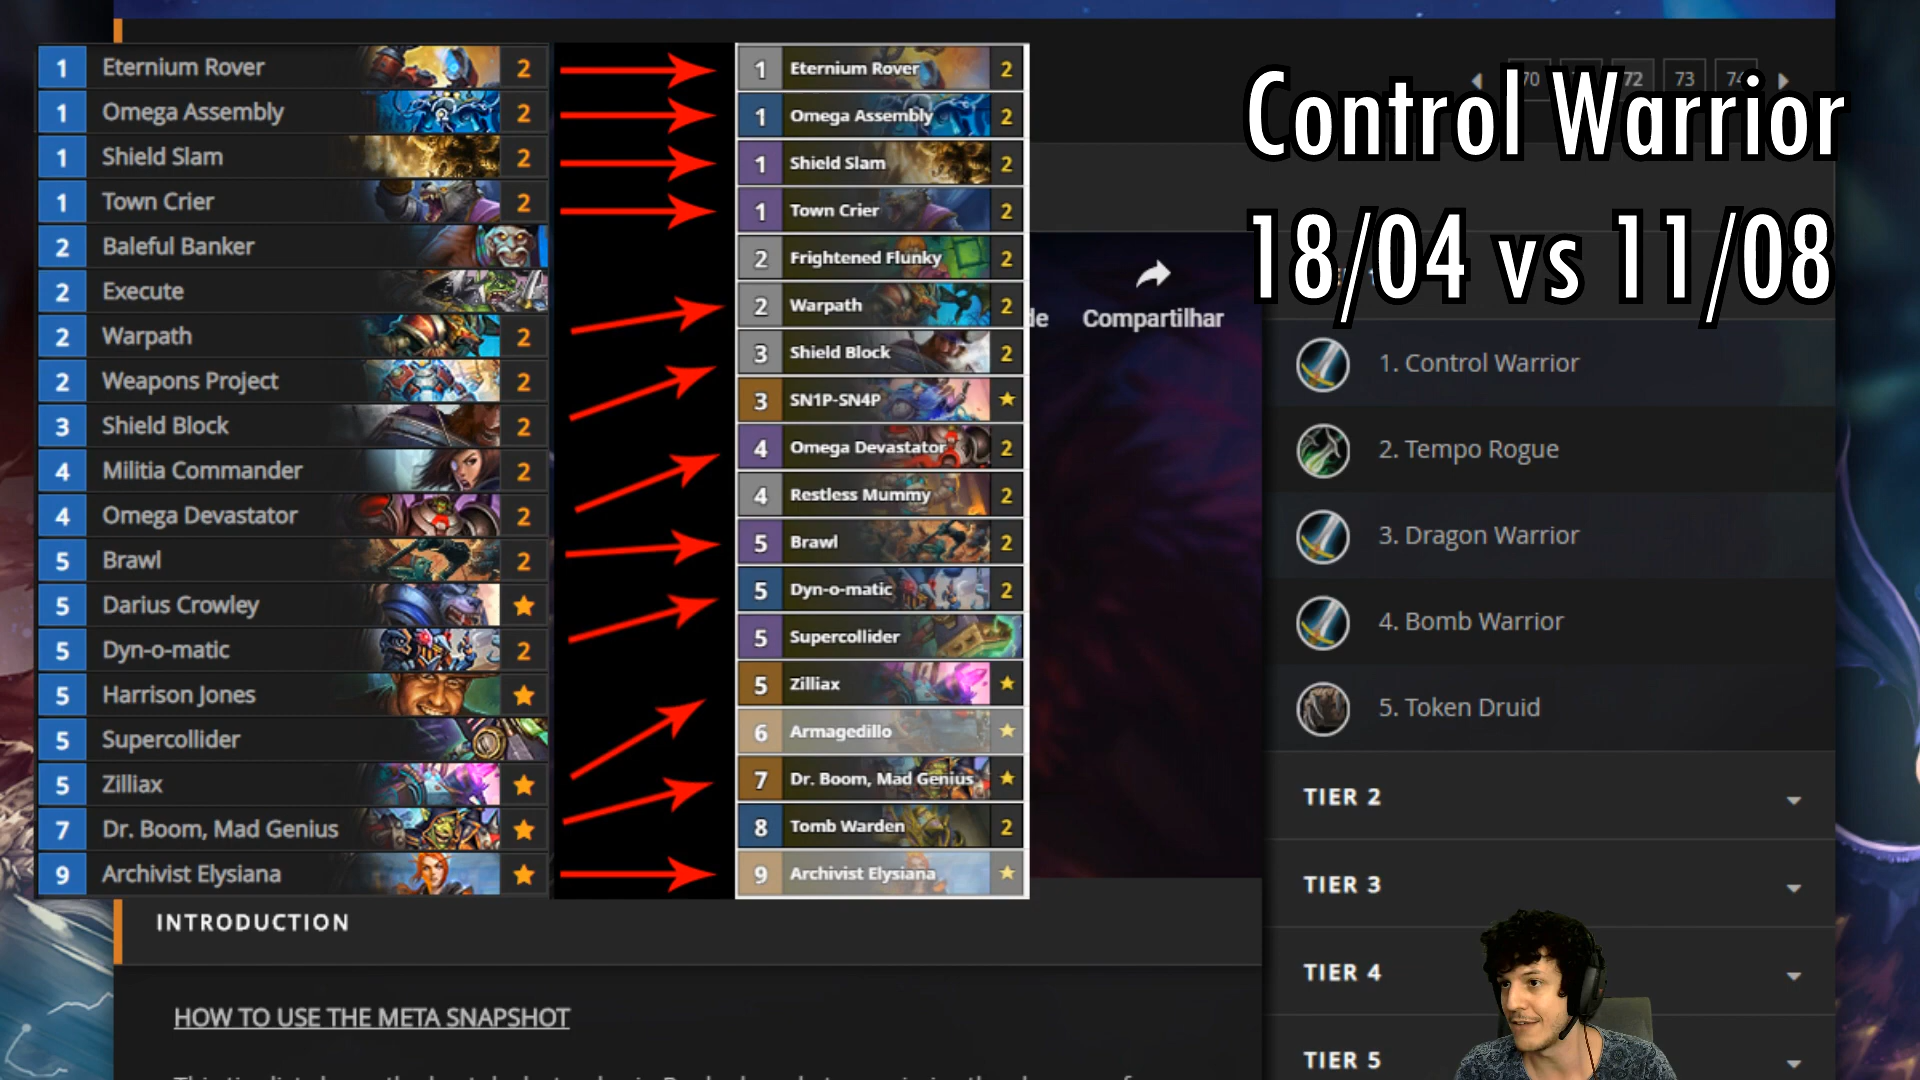 1 Eternium Rover 2
1 Omega Assembly 2
1 Shield Slam 2
1 Town Crier 2
2 Baleful Banker
2 Execute
2 Warpath 2
2 Weapons Project 2
3 Shield Block 2
4 Militia Commander 2
4 Omega Devastator 2
5 Brawl 2
5 Darius Crowley
5 Dyn-o-matic 2
5 Harrison Jones
5 Supercollider
5 Zilliax
7 Dr. Boom, Mad Genius
9 Archivist Elysiana
1 Eternium Rover 2
1 Omega Assembly 2
1 Shield Slam 2
1 Town Crier 2
2 Frightened Flunky 2
2 Warpath 2
3 Shield Block 2
3 SN1P-SN4P
4 Omega Devastator 2
4 Restless Mummy 2
5 Brawl 2
5 Dyn-o-matic 2
5 Supercollider
5 Zilliax
6 Armagedillo
7 Dr. Boom, Mad Genius
8 Tomb Warden 2
9 Archivist Elysiana
70 72 73 74
Control Warrior
18/04 vs 11/08
de Compartilhar
1. Control Warrior
2. Tempo Rogue
3. Dragon Warrior
4. Bomb Warrior
5. Token Druid
TIER 2
TIER 3
TIER 4
TIER 5
INTRODUCTION
HOW TO USE THE META SNAPSHOT